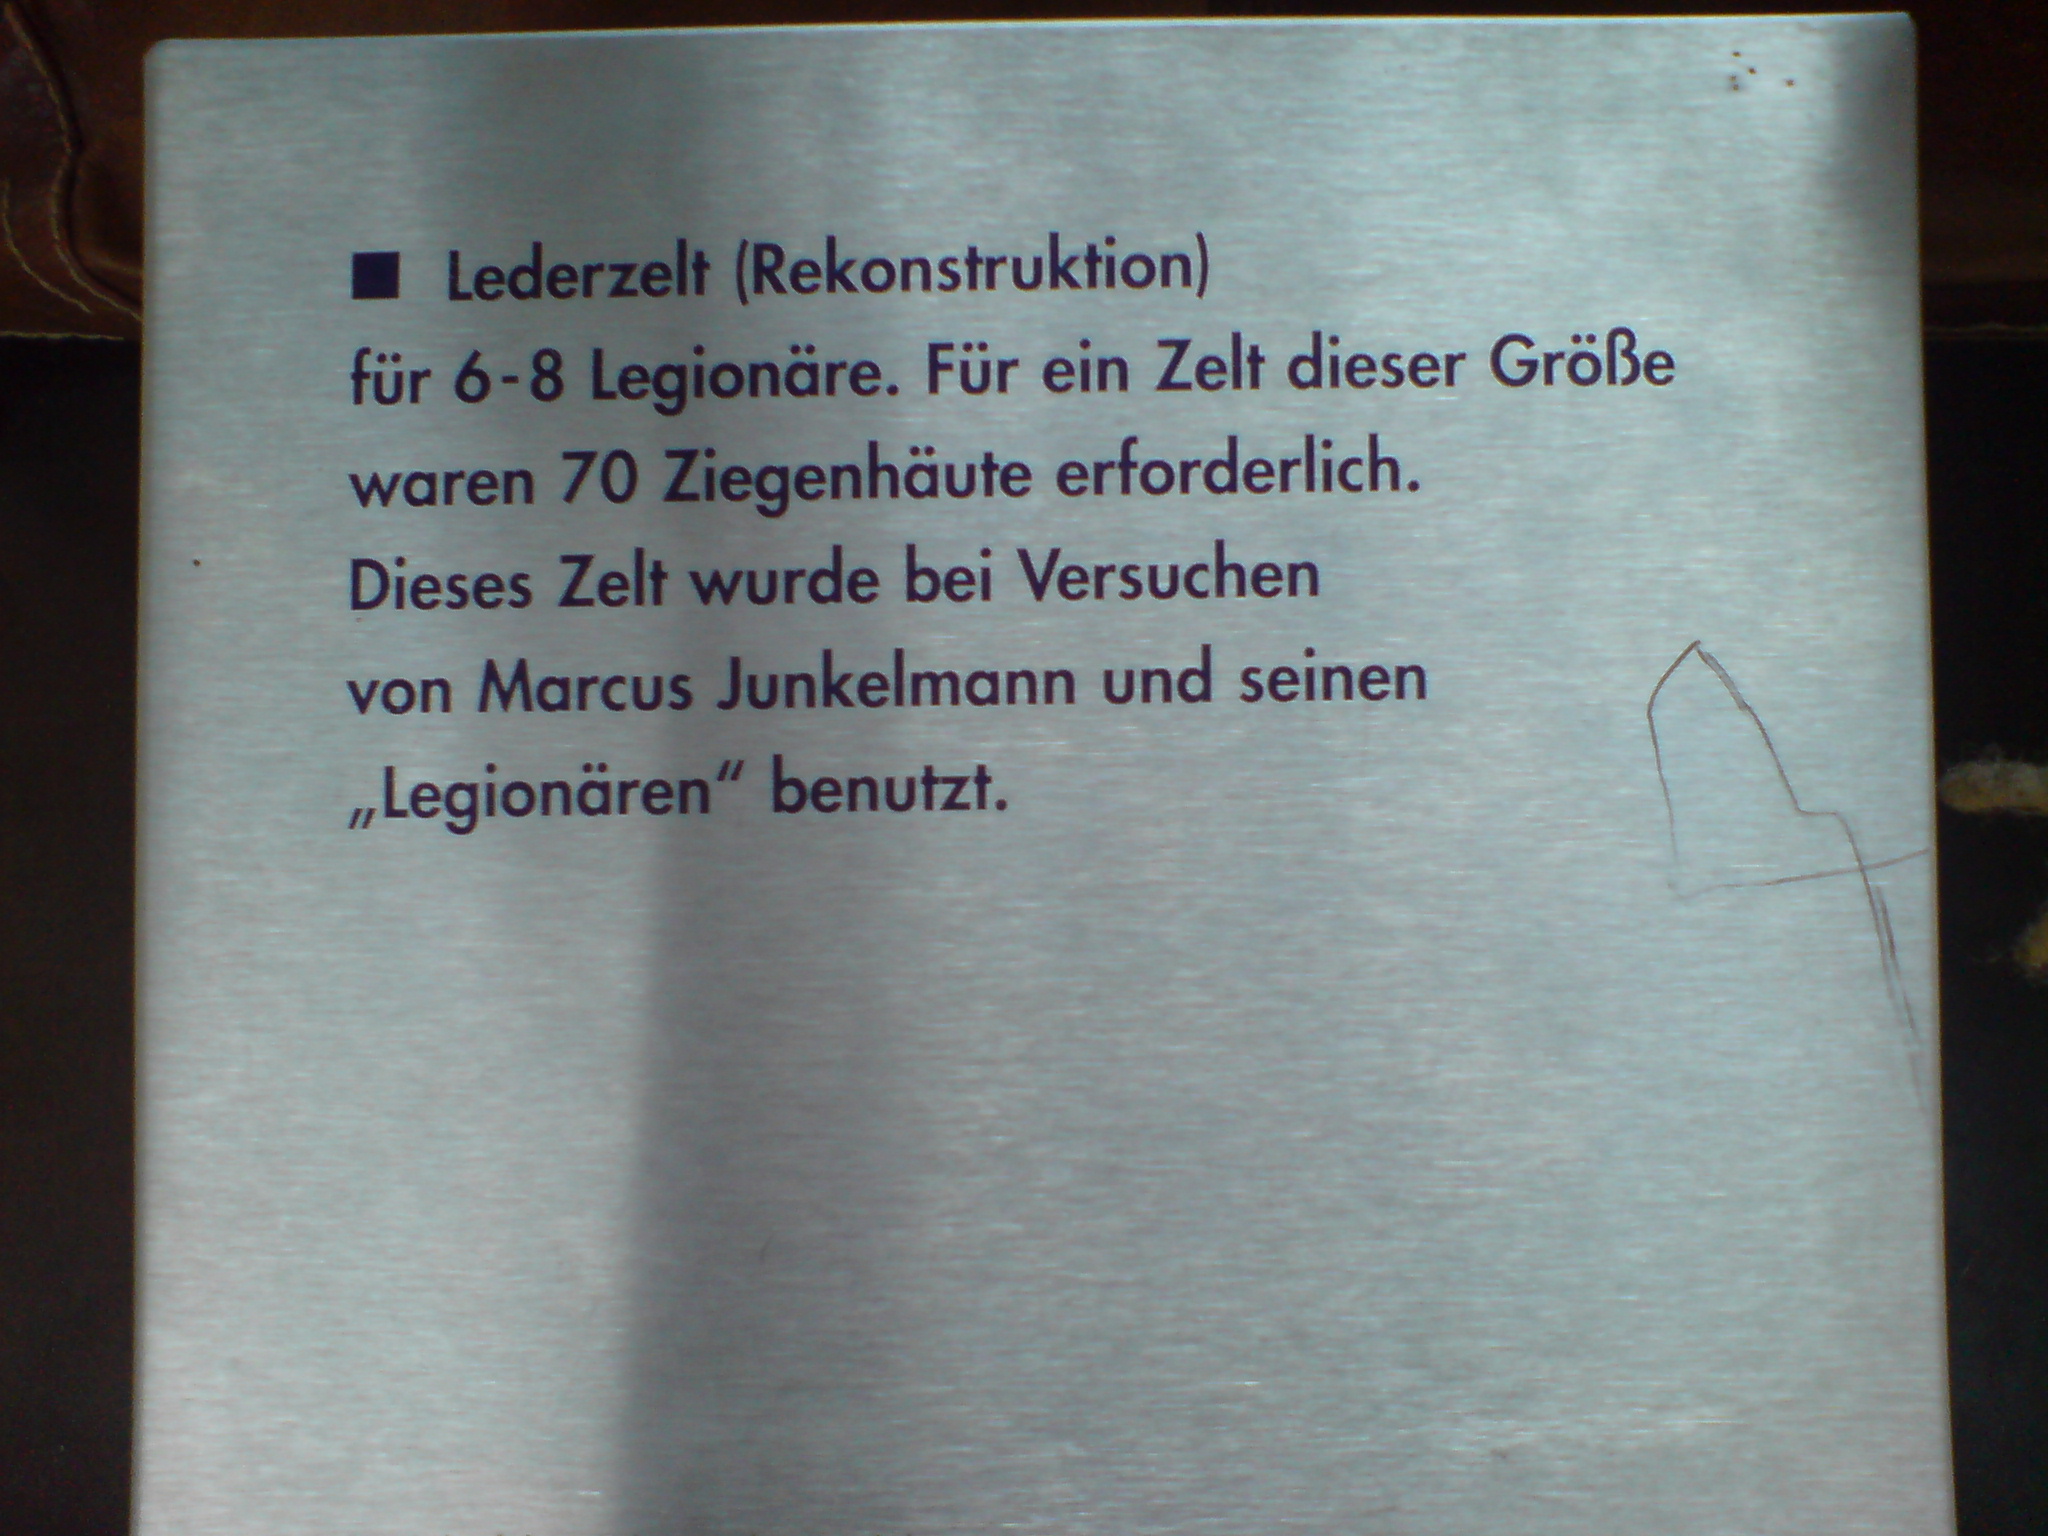 ■ Lederzelt (Rekonstruktion)
für 6-8 Legionäre. Für ein Zelt dieser Größe
waren 70 Ziegenhäute erforderlich.
Dieses Zelt wurde bei Versuchen
von Marcus Junkelmann und seinen
„Legionären“ benutzt.